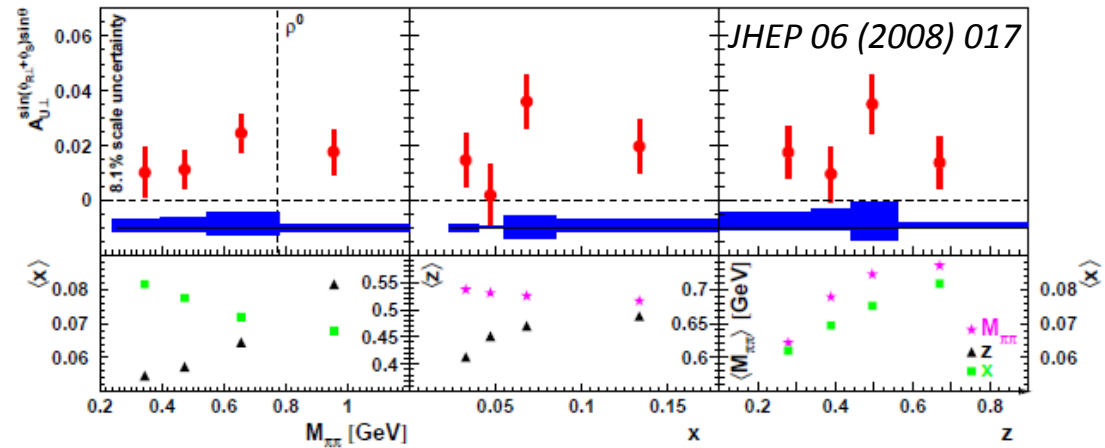 JHEP 06 (2008) 017
A_{U⊥}^{sin(ϕ_{R⊥}+ϕ_S)sinθ}
8.1% scale uncertainty
ρ⁰
0.06
0.04
0.02
0
⟨x⟩
0.08
0.07
0.06
⟨z⟩
0.55
0.5
0.45
0.4
⟨M_{ππ}⟩ [GeV]
0.7
0.65
0.6
⟨x⟩
0.08
0.07
0.06
M_{ππ}
z
x
0.2 0.4 0.6 0.8 1
0.05 0.1 0.15
0.2 0.4 0.6 0.8
M_{ππ} [GeV]
x
z